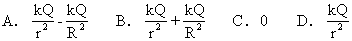 A. kQ/r² - kQ/R²  B. kQ/r² + kQ/R²  C. 0  D. kQ/r²